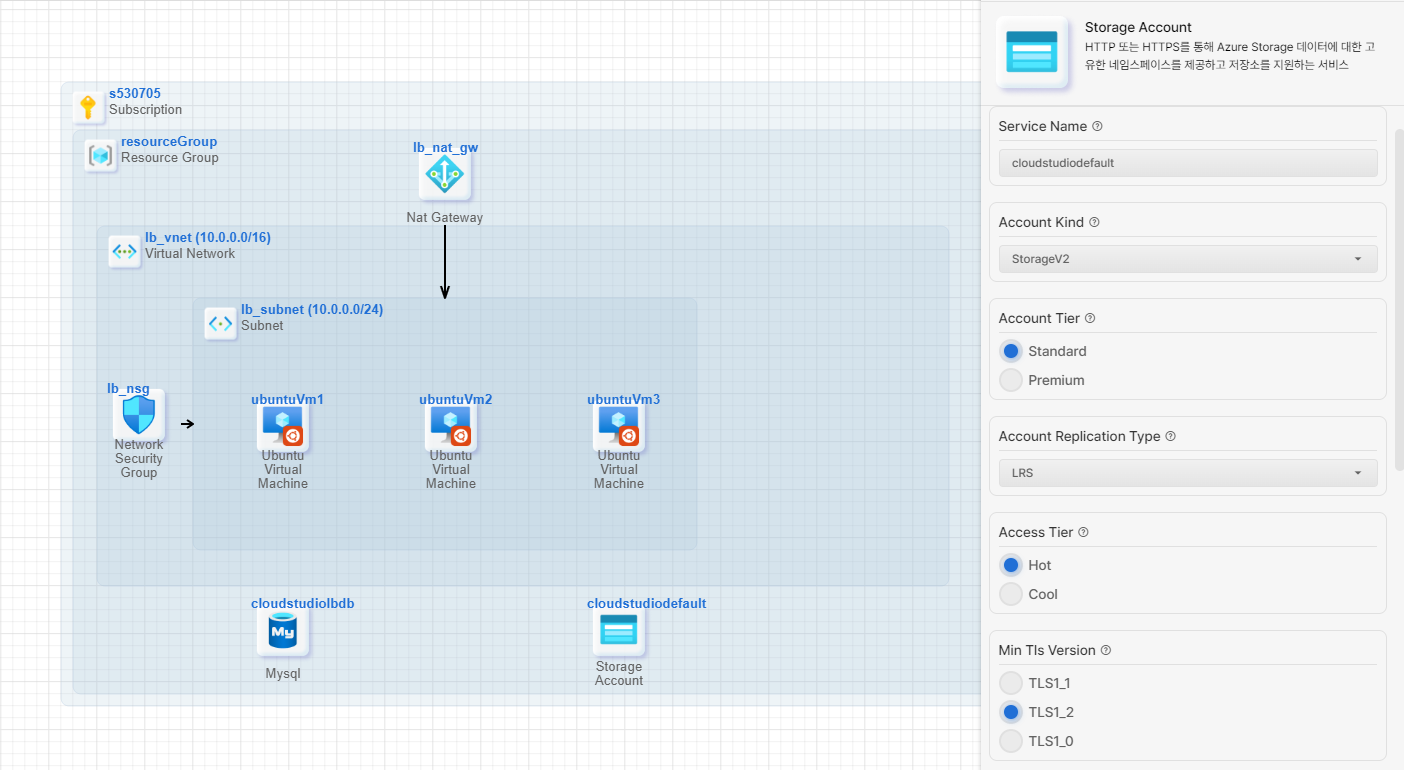 s530705
Subscription
resourceGroup
Resource Group
lb_nat_gw
Nat Gateway
lb_vnet (10.0.0.0/16)
Virtual Network
lb_subnet (10.0.0.0/24)
Subnet
lb_nsg
Network
Security
Group
ubuntuVm1
Ubuntu
Virtual
Machine
ubuntuVm2
Ubuntu
Virtual
Machine
ubuntuVm3
Ubuntu
Virtual
Machine
cloudstudiolbdb
My
Mysql
cloudstudiodefault
Storage
Account
Storage Account
HTTP 또는 HTTPS를 통해 Azure Storage 데이터에 대한 고
유한 네임스페이스를 제공하고 저장소를 지원하는 서비스
Service Name
cloudstudiodefault
Account Kind
StorageV2
Account Tier
Standard
Premium
Account Replication Type
LRS
Access Tier
Hot
Cool
Min Tls Version
TLS1_1
TLS1_2
TLS1_0